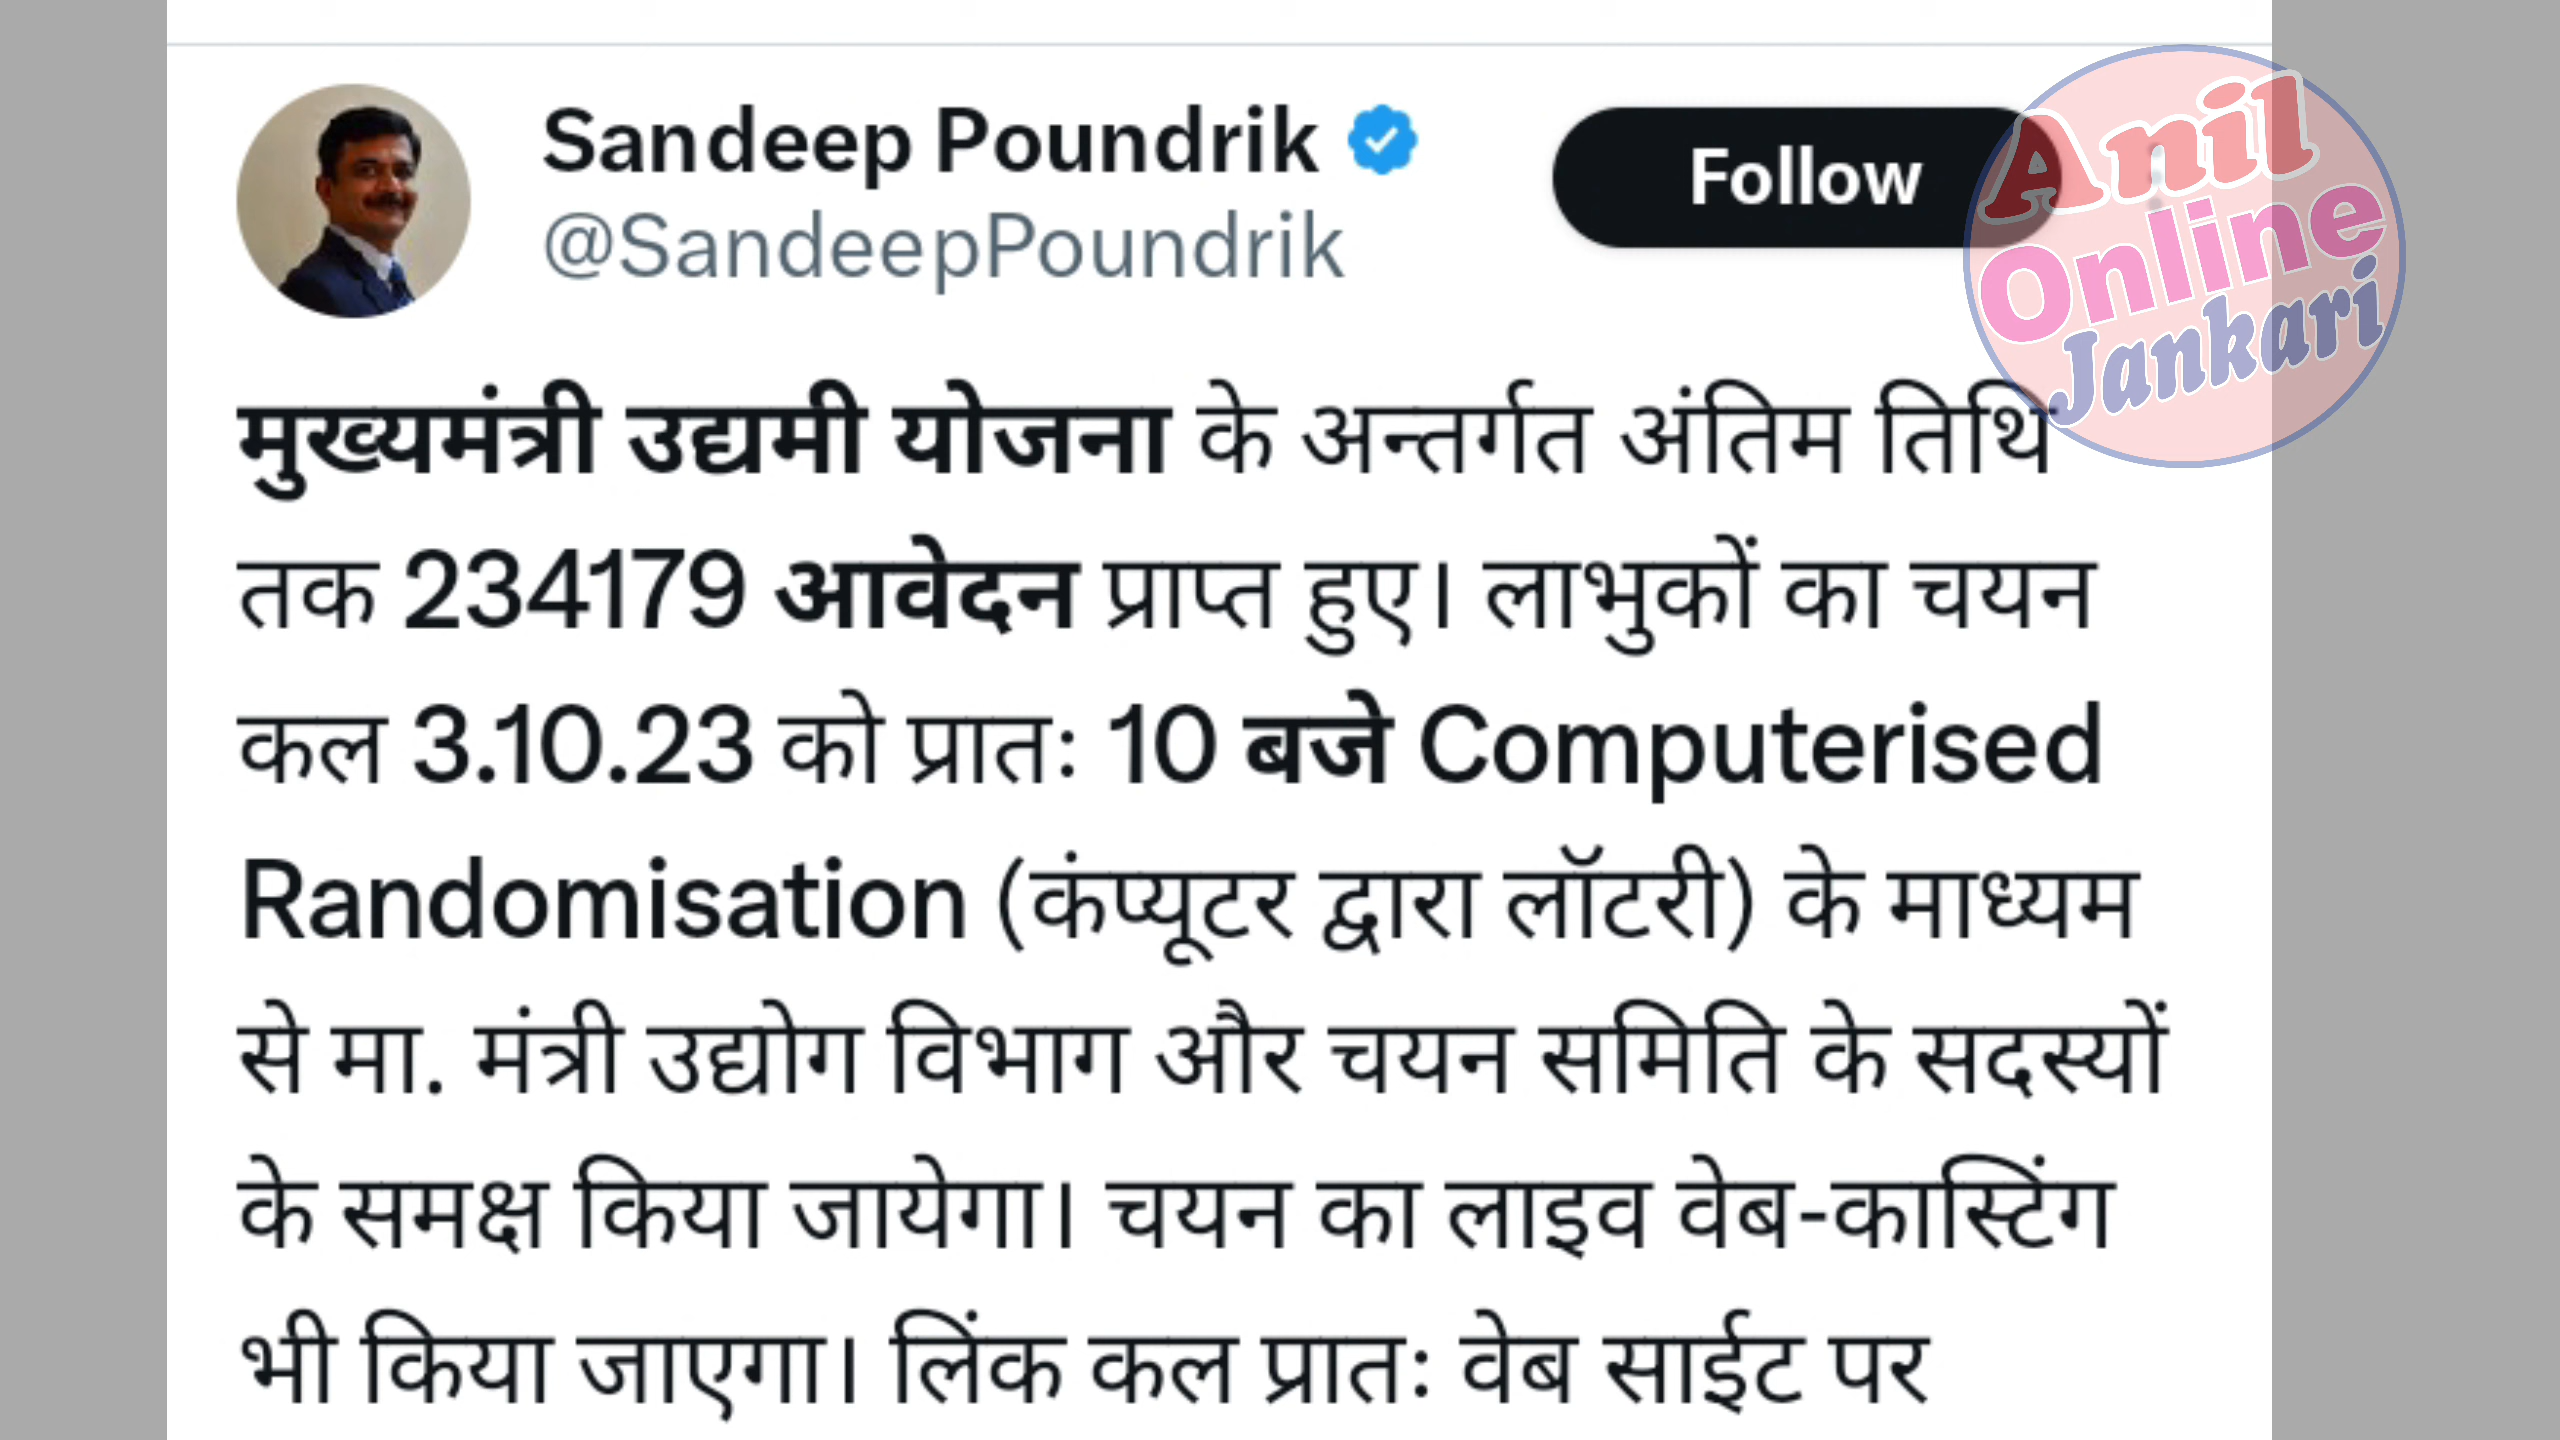 Sandeep Poundrik
@SandeepPoundrik
Follow
Anil
Online
Jankari
मुख्यमंत्री उद्यमी योजना के अन्तर्गत अंतिम तिथि
तक 234179 आवेदन प्राप्त हुए। लाभुकों का चयन
कल 3.10.23 को प्रातः 10 बजे Computerised
Randomisation (कंप्यूटर द्वारा लॉटरी) के माध्यम
से मा. मंत्री उद्योग विभाग और चयन समिति के सदस्यों
के समक्ष किया जायेगा। चयन का लाइव वेब-कास्टिंग
भी किया जाएगा। लिंक कल प्रातः वेब साईट पर